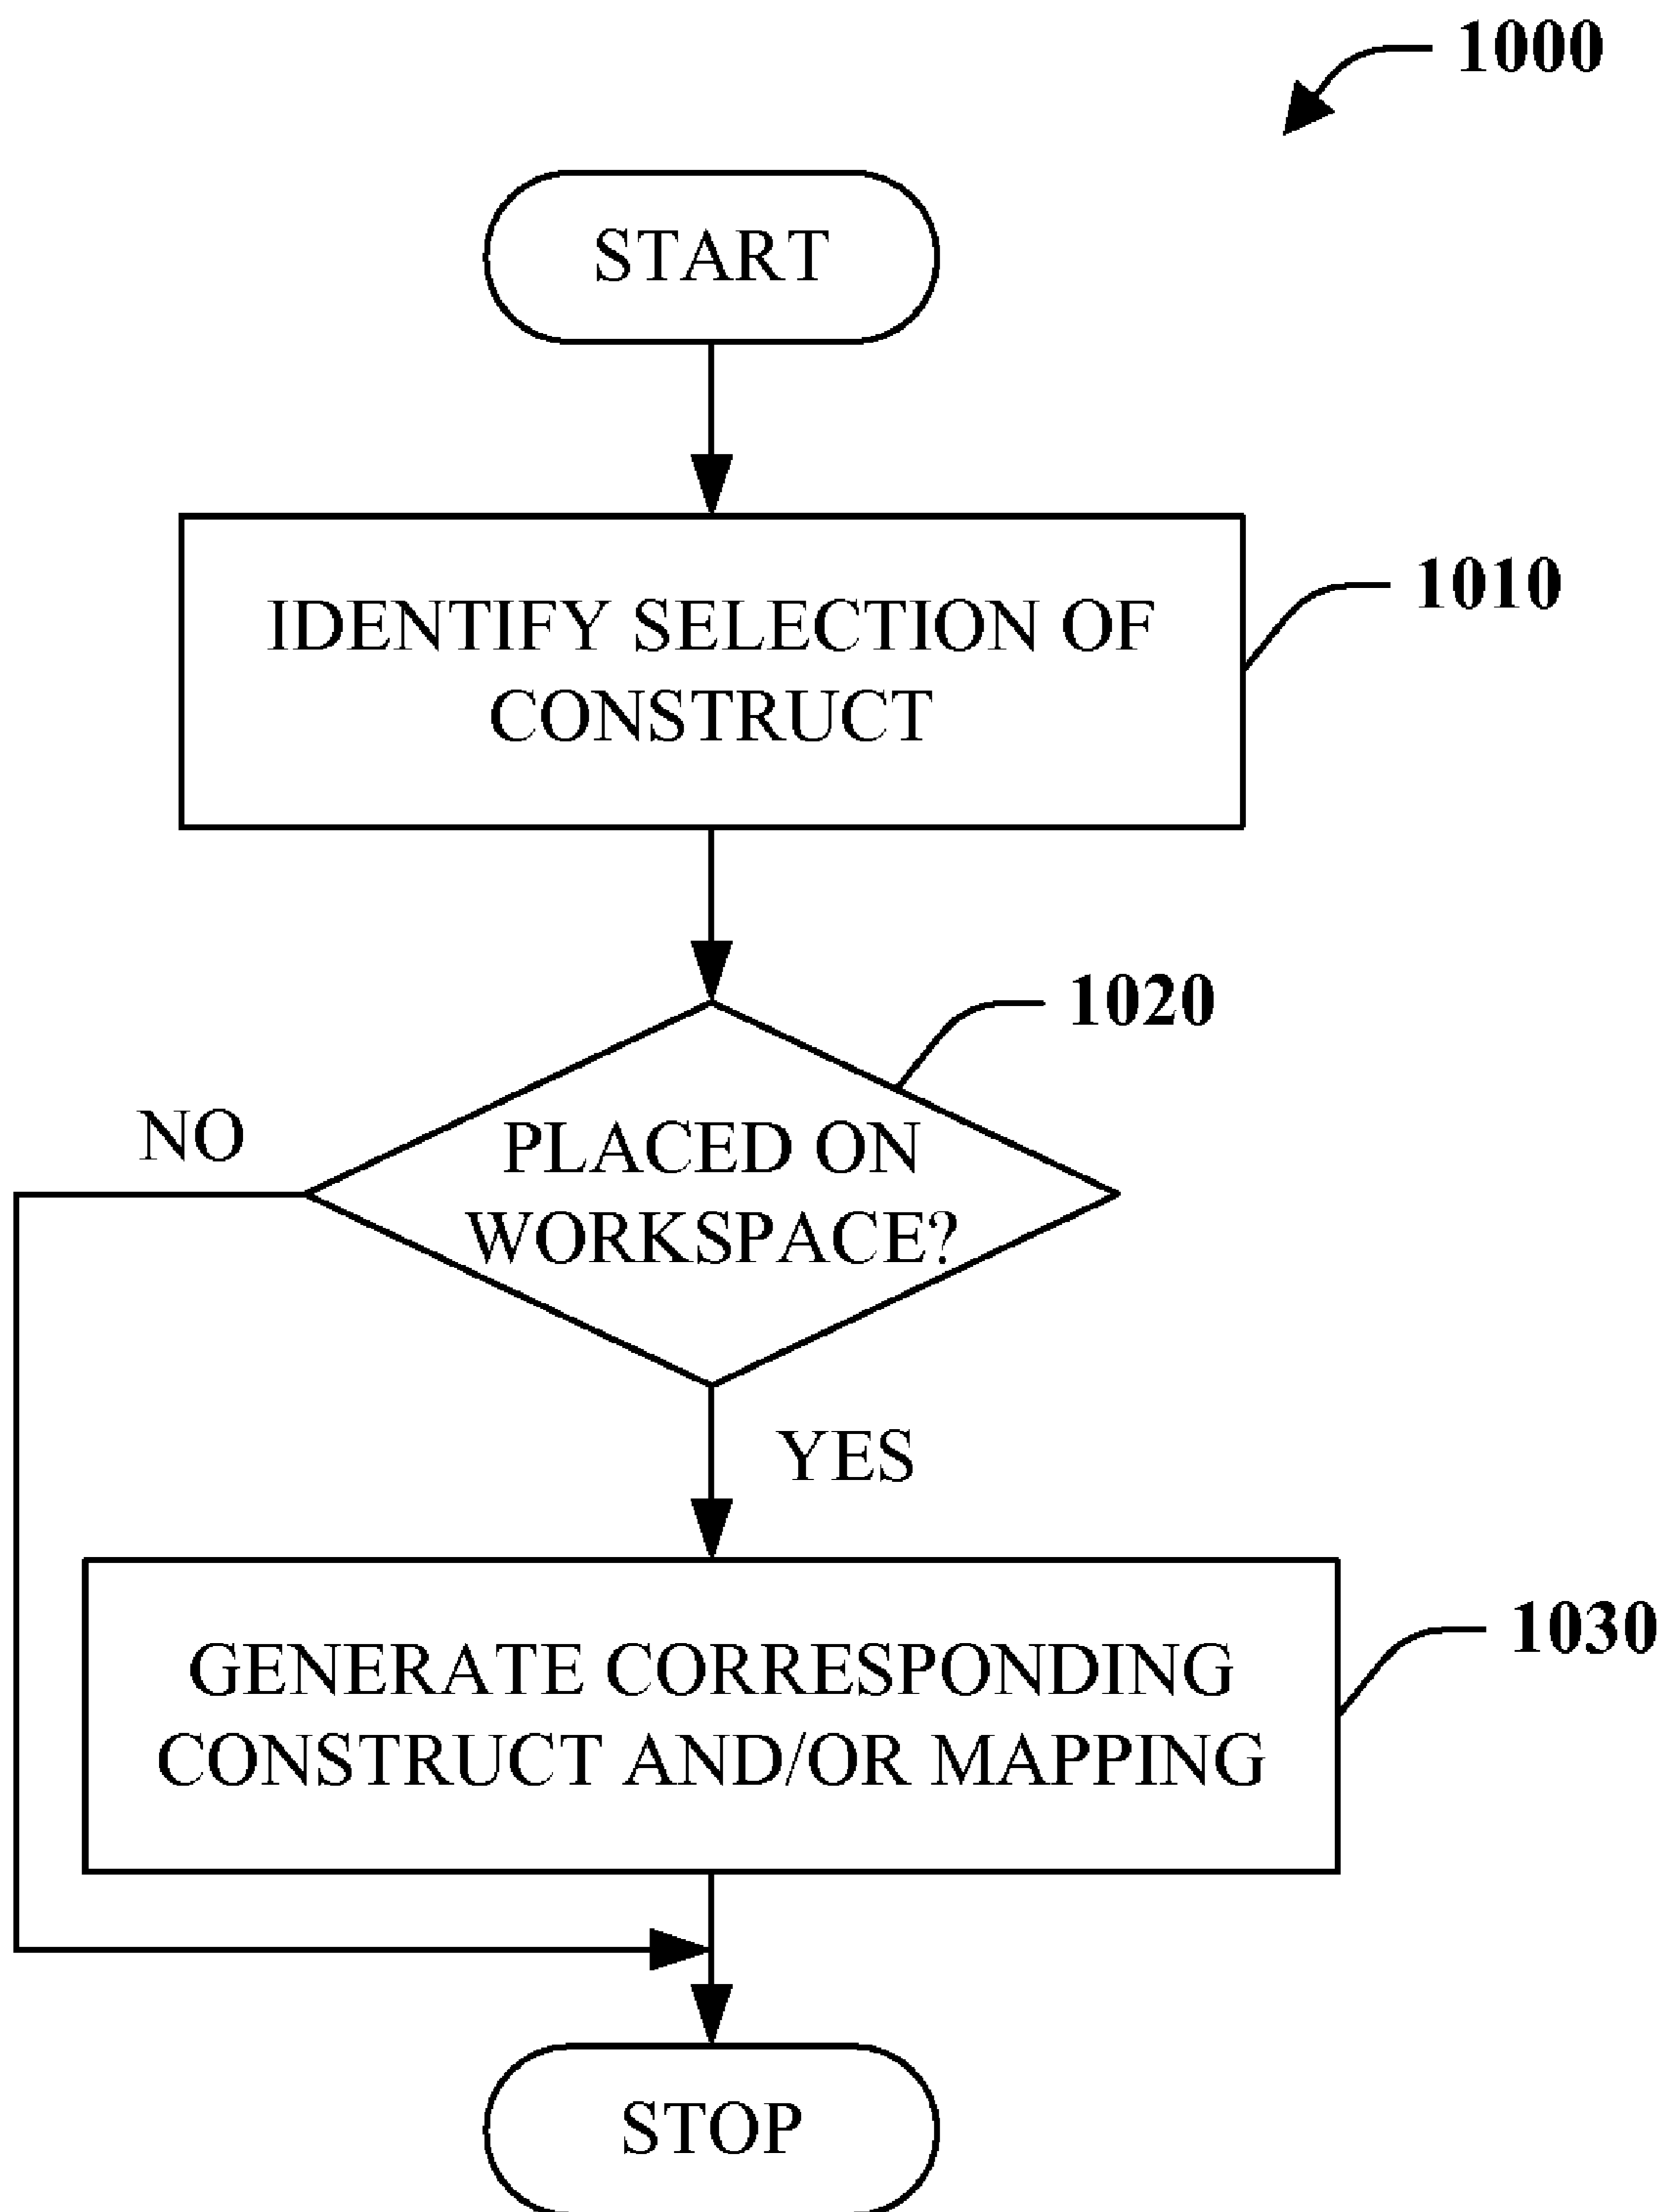 1000
START
IDENTIFY SELECTION OF
CONSTRUCT
1010
1020
NO
PLACED ON
WORKSPACE?
YES
GENERATE CORRESPONDING
CONSTRUCT AND/OR MAPPING
1030
STOP